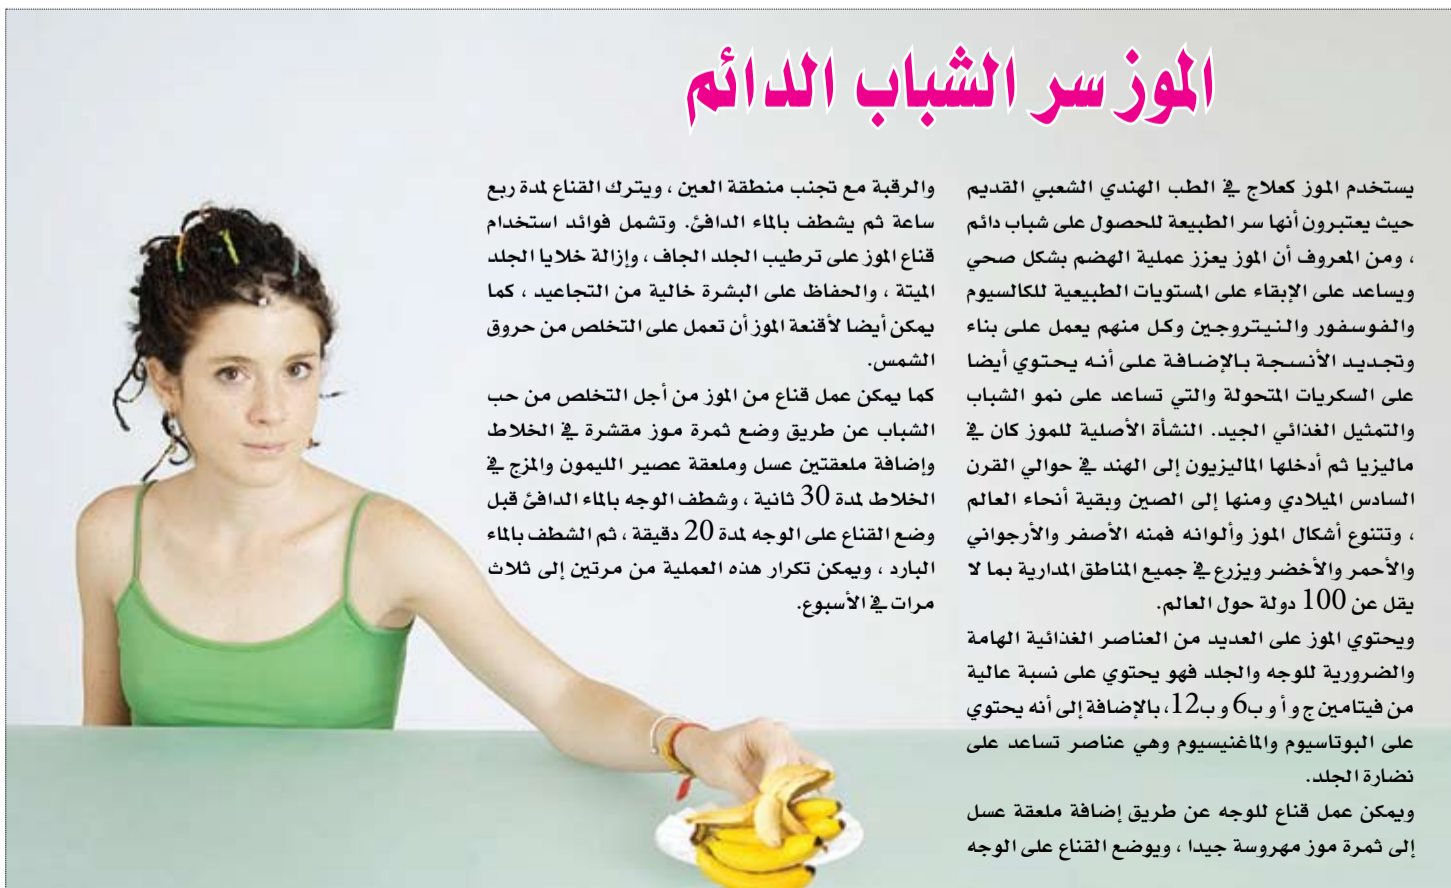 الموز سر الشباب الدائم
يستخدم الموز كعلاج في الطب الهندي الشعبي القديم
حيث يعتبرون أنها سر الطبيعة للحصول على شباب دائم
، ومن المعروف أن الموز يعزز عملية الهضم بشكل صحي
ويساعد على الإبقاء على المستويات الطبيعية للكالسيوم
والفوسفور والنيتروجين وكل منهم يعمل على بناء
وتجديد الأنسجة بالإضافة على أنه يحتوي أيضا
على السكريات المتحولة والتي تساعد على نمو الشباب
والتمثيل الغذائي الجيد. النشأة الأصلية للموز كان في
ماليزيا ثم أدخلها الماليزيون إلى الهند في حوالي القرن
السادس الميلادي ومنها إلى الصين وبقية أنحاء العالم
، وتتنوع أشكال الموز وألوانه فمنه الأصفر والأرجواني
والأحمر والأخضر ويزرع في جميع المناطق المدارية بما لا
يقل عن 100 دولة حول العالم.
ويحتوي الموز على العديد من العناصر الغذائية الهامة
والضرورية للوجه والجلد فهو يحتوي على نسبة عالية
من فيتامين ج و أ و ب6 و ب12، بالإضافة إلى أنه يحتوي
على البوتاسيوم والماغنيسيوم وهي عناصر تساعد على
نضارة الجلد.
ويمكن عمل قناع للوجه عن طريق إضافة ملعقة عسل
إلى ثمرة موز مهروسة جيدا ، ويوضع القناع على الوجه
والرقبة مع تجنب منطقة العين ، ويترك القناع لمدة ربع
ساعة ثم يشطف بالماء الدافئ. وتشمل فوائد استخدام
قناع الموز على ترطيب الجلد الجاف ، وإزالة خلايا الجلد
الميتة ، والحفاظ على البشرة خالية من التجاعيد ، كما
يمكن أيضا لأقنعة الموز أن تعمل على التخلص من حروق
الشمس.
كما يمكن عمل قناع من الموز من أجل التخلص من حب
الشباب عن طريق وضع ثمرة موز مقشرة في الخلاط
وإضافة ملعقتين عسل وملعقة عصير الليمون والمزج في
الخلاط لمدة 30 ثانية ، وشطف الوجه بالماء الدافئ قبل
وضع القناع على الوجه لمدة 20 دقيقة ، ثم الشطف بالماء
البارد ، ويمكن تكرار هذه العملية من مرتين إلى ثلاث
مرات في الأسبوع.